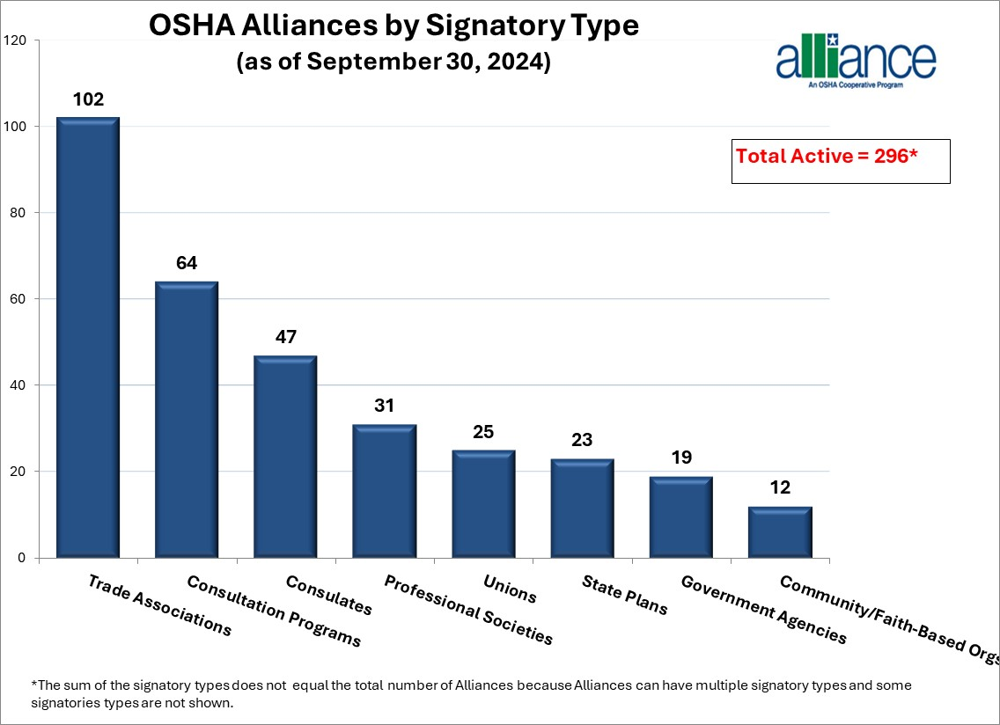 OSHA Alliances by Signatory Type
(as of September 30, 2024)
alliance
An OSHA Cooperative Program
Total Active = 296*
120
100
80
60
40
20
0
102
64
47
31
25
23
19
12
Trade Associations
Consultation Programs
Consulates
Professional Societies
Unions
State Plans
Government Agencies
Community/Faith-Based Orgs
*The sum of the signatory types does not equal the total number of Alliances because Alliances can have multiple signatory types and some
signatories types are not shown.